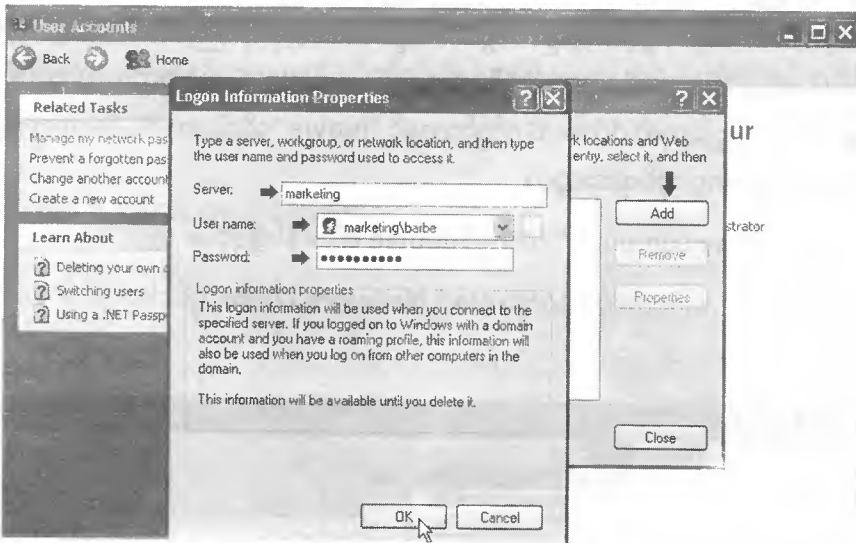 User Accounts
Back
Home
Related Tasks
Manage my network pas
Prevent a forgotten pas
Change another account
Create a new account
Learn About
Deleting your own a
Switching users
Using a .NET Passp
Logon Information Properties
Type a server, workgroup, or network location, and then type
the user name and password used to access it.
Server:
marketing
User name:
marketing\barbe
Password:
••••••••••
Logon information properties
This logon information will be used when you connect to the
specified server. If you logged on to Windows with a domain
account and you have a roaming profile, this information will
also be used when you log on from other computers in the
domain.
This information will be available until you delete it.
OK
Cancel
rk locations and Web
entry, select it, and then
Add
Remove
Properties
Close
ur
strator